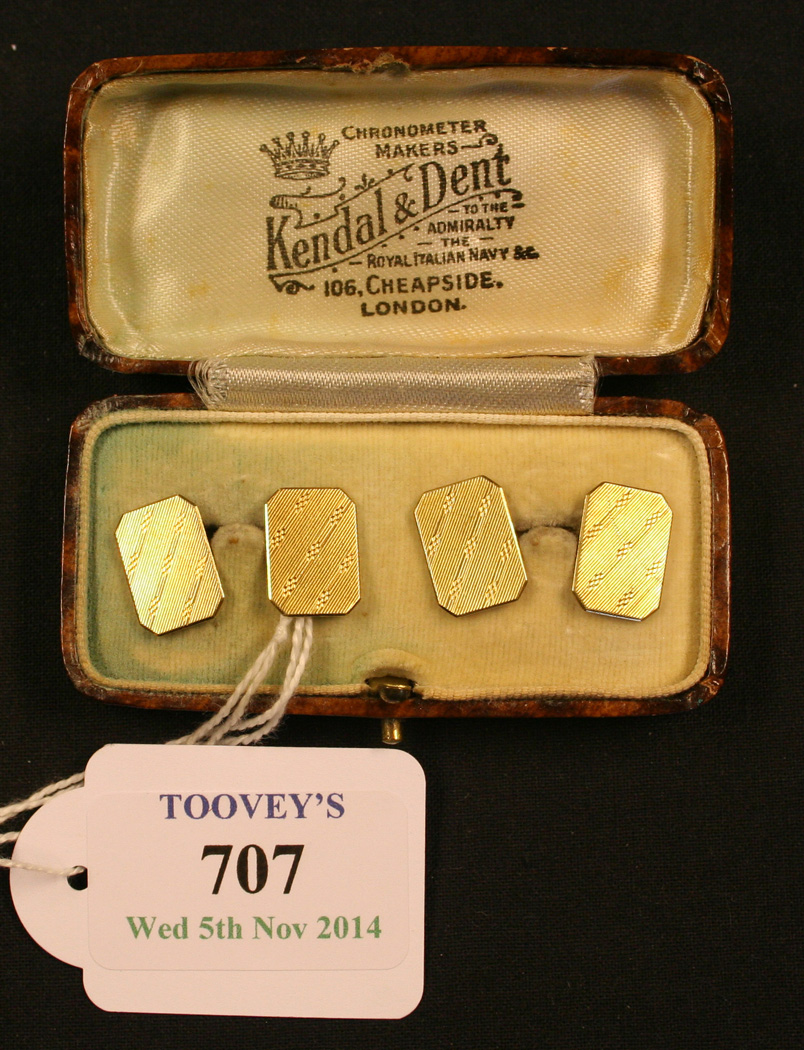 CHRONOMETER
MAKERS
Kendal & Dent
TO THE
ADMIRALTY
THE
ROYAL ITALIAN NAVY &c
106, CHEAPSIDE.
LONDON.
TOOVEY'S
707
Wed 5th Nov 2014